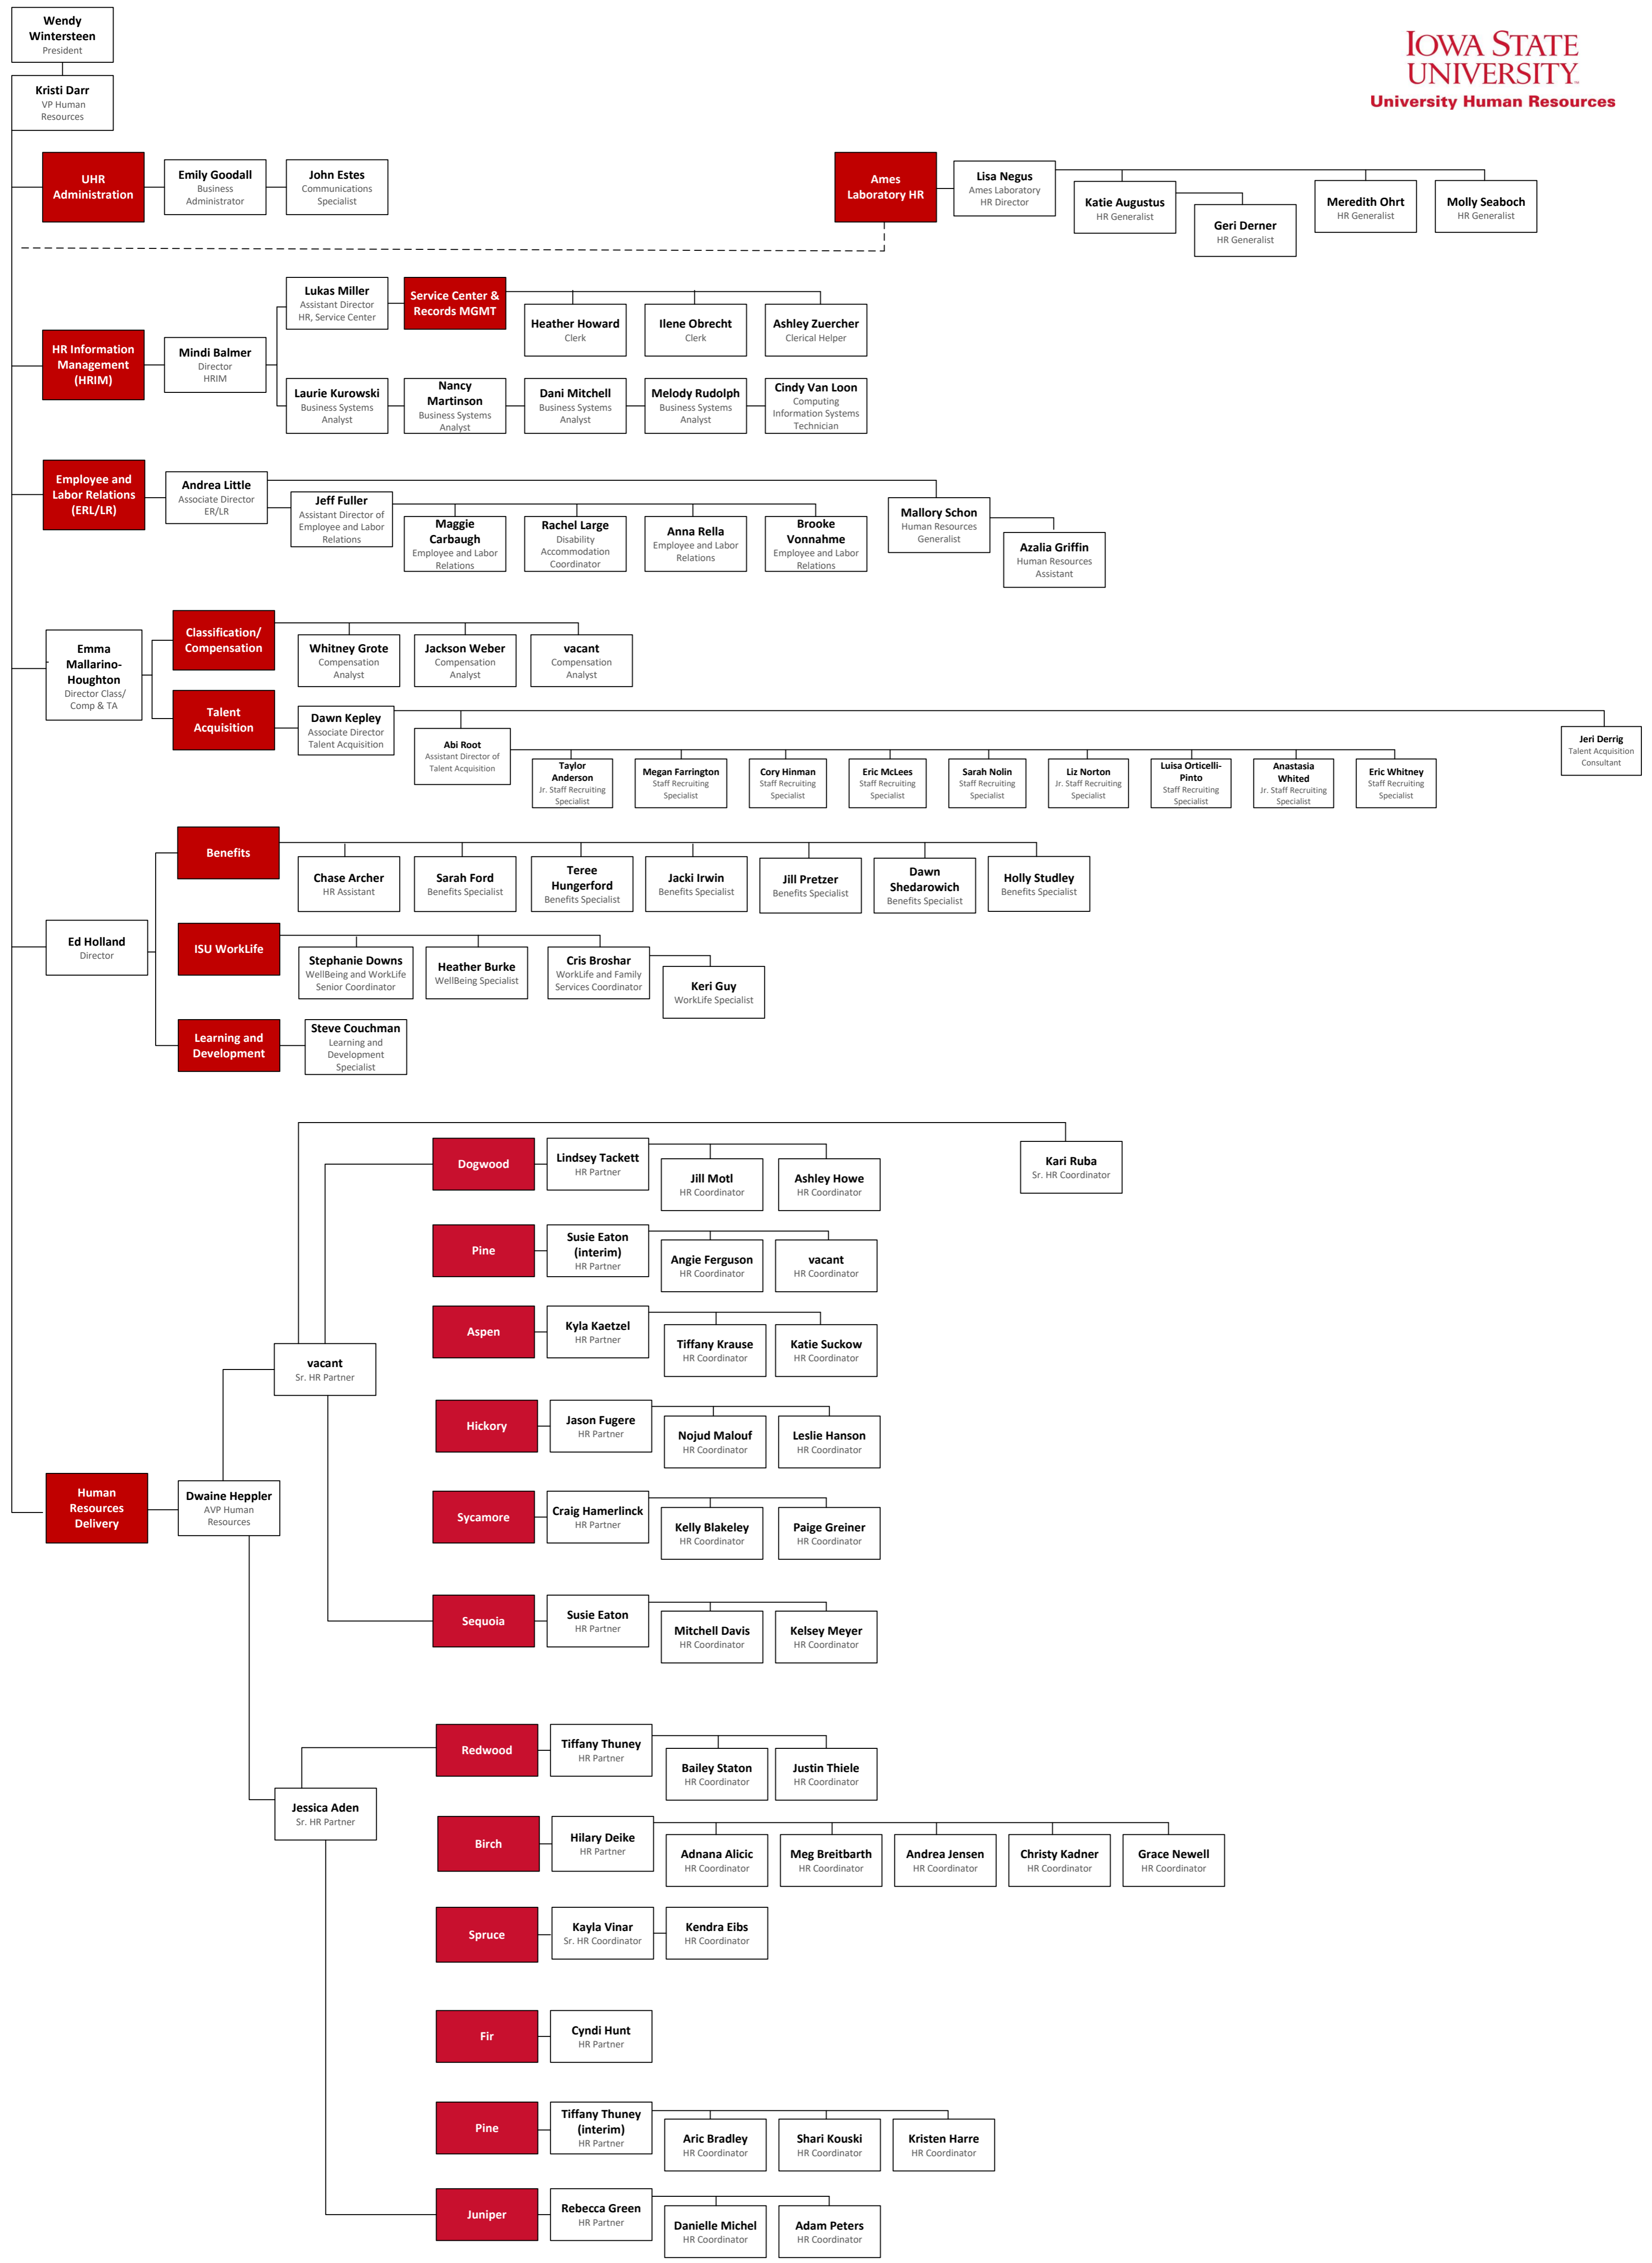 Wendy
Wintersteen
President
Kristi Darr
VP Human
Resources
IOWA STATE
UNIVERSITY™
University Human Resources
UHR
Administration
Emily Goodall
Business
Administrator
John Estes
Communications
Specialist
Ames
Laboratory HR
Lisa Negus
Ames Laboratory
HR Director
Katie Augustus
HR Generalist
Geri Derner
HR Generalist
Meredith Ohrt
HR Generalist
Molly Seaboch
HR Generalist
HR Information
Management
(HRIM)
Mindi Balmer
Director
HRIM
Lukas Miller
Assistant Director
HR, Service Center
Service Center &
Records MGMT
Heather Howard
Clerk
Ilene Obrecht
Clerk
Ashley Zuercher
Clerical Helper
Laurie Kurowski
Business Systems
Analyst
Nancy
Martinson
Business Systems
Analyst
Dani Mitchell
Business Systems
Analyst
Melody Rudolph
Business Systems
Analyst
Cindy Van Loon
Computing
Information Systems
Technician
Employee and
Labor Relations
(ERL/LR)
Andrea Little
Associate Director
ER/LR
Jeff Fuller
Assistant Director of
Employee and Labor
Relations
Maggie
Carbaugh
Employee and Labor
Relations
Rachel Large
Disability
Accommodation
Coordinator
Anna Rella
Employee and Labor
Relations
Brooke
Vonnahme
Employee and Labor
Relations
Mallory Schon
Human Resources
Generalist
Azalia Griffin
Human Resources
Assistant
Emma
Mallarino-
Houghton
Director Class/
Comp & TA
Classification/
Compensation
Whitney Grote
Compensation
Analyst
Jackson Weber
Compensation
Analyst
vacant
Compensation
Analyst
Talent
Acquisition
Dawn Kepley
Associate Director
Talent Acquisition
Abi Root
Assistant Director of
Talent Acquisition
Taylor
Anderson
Jr. Staff Recruiting
Specialist
Megan Farrington
Staff Recruiting
Specialist
Cory Hinman
Staff Recruiting
Specialist
Eric McLees
Staff Recruiting
Specialist
Sarah Nolin
Staff Recruiting
Specialist
Liz Norton
Jr. Staff Recruiting
Specialist
Luisa Orticelli-
Pinto
Staff Recruiting
Specialist
Anastasia
Whited
Jr. Staff Recruiting
Specialist
Eric Whitney
Staff Recruiting
Specialist
Jeri Derrig
Talent Acquisition
Consultant
Ed Holland
Director
Benefits
Chase Archer
HR Assistant
Sarah Ford
Benefits Specialist
Teree
Hungerford
Benefits Specialist
Jacki Irwin
Benefits Specialist
Jill Pretzer
Benefits Specialist
Dawn
Shedarowich
Benefits Specialist
Holly Studley
Benefits Specialist
ISU WorkLife
Stephanie Downs
WellBeing and WorkLife
Senior Coordinator
Heather Burke
WellBeing Specialist
Cris Broshar
WorkLife and Family
Services Coordinator
Keri Guy
WorkLife Specialist
Learning and
Development
Steve Couchman
Learning and
Development
Specialist
Human
Resources
Delivery
Dwaine Heppler
AVP Human
Resources
vacant
Sr. HR Partner
Kari Ruba
Sr. HR Coordinator
Dogwood
Lindsey Tackett
HR Partner
Jill Motl
HR Coordinator
Ashley Howe
HR Coordinator
Pine
Susie Eaton
(interim)
HR Partner
Angie Ferguson
HR Coordinator
vacant
HR Coordinator
Aspen
Kyla Kaetzel
HR Partner
Tiffany Krause
HR Coordinator
Katie Suckow
HR Coordinator
Hickory
Jason Fugere
HR Partner
Nojud Malouf
HR Coordinator
Leslie Hanson
HR Coordinator
Sycamore
Craig Hamerlinck
HR Partner
Kelly Blakeley
HR Coordinator
Paige Greiner
HR Coordinator
Sequoia
Susie Eaton
HR Partner
Mitchell Davis
HR Coordinator
Kelsey Meyer
HR Coordinator
Jessica Aden
Sr. HR Partner
Redwood
Tiffany Thuney
HR Partner
Bailey Staton
HR Coordinator
Justin Thiele
HR Coordinator
Birch
Hilary Deike
HR Partner
Adnana Alicic
HR Coordinator
Meg Breitbarth
HR Coordinator
Andrea Jensen
HR Coordinator
Christy Kadner
HR Coordinator
Grace Newell
HR Coordinator
Spruce
Kayla Vinar
Sr. HR Coordinator
Kendra Eibs
HR Coordinator
Fir
Cyndi Hunt
HR Partner
Pine
Tiffany Thuney
(interim)
HR Partner
Aric Bradley
HR Coordinator
Shari Kouski
HR Coordinator
Kristen Harre
HR Coordinator
Juniper
Rebecca Green
HR Partner
Danielle Michel
HR Coordinator
Adam Peters
HR Coordinator